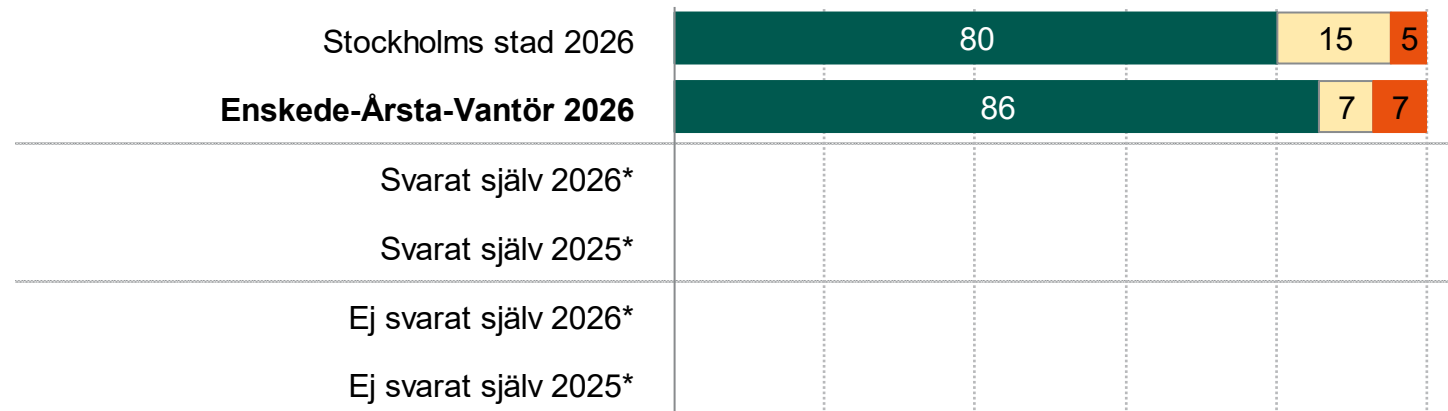 Stockholms stad 2026 80 15 5
Enskede-Årsta-Vantör 2026 86 7 7
Svarat själv 2026*
Svarat själv 2025*
Ej svarat själv 2026*
Ej svarat själv 2025*